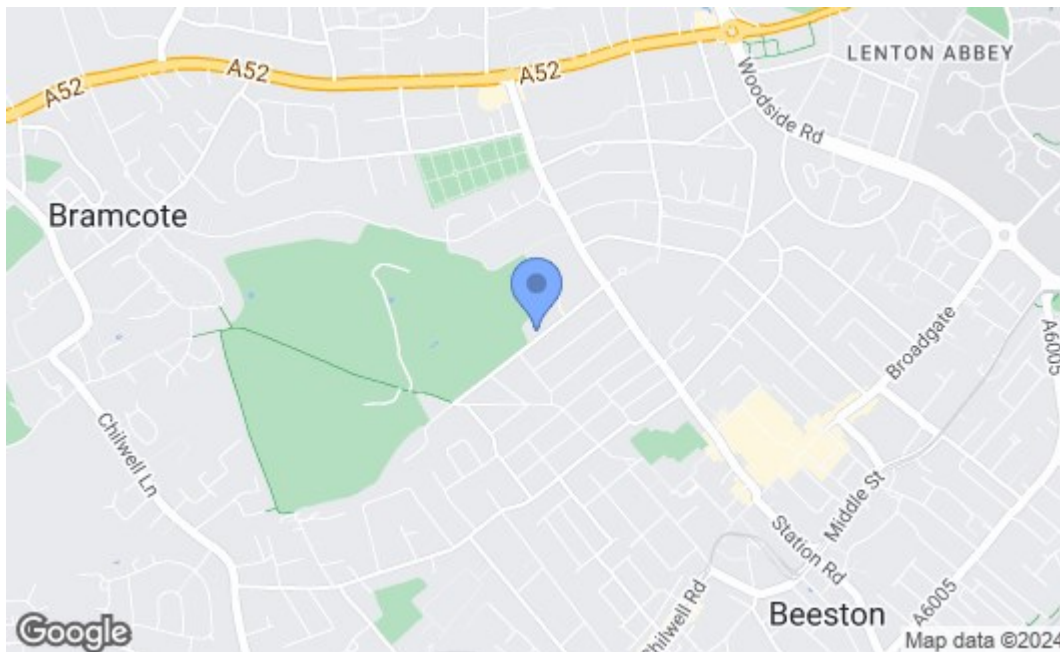 A52
A52
A52
LENTON ABBEY
Woodside Rd
Bramcote
Broadgate
A6005
Chilwell Ln
Middle St
Station Rd
Chilwell Rd
A6005
Beeston
Google
Map data ©2024